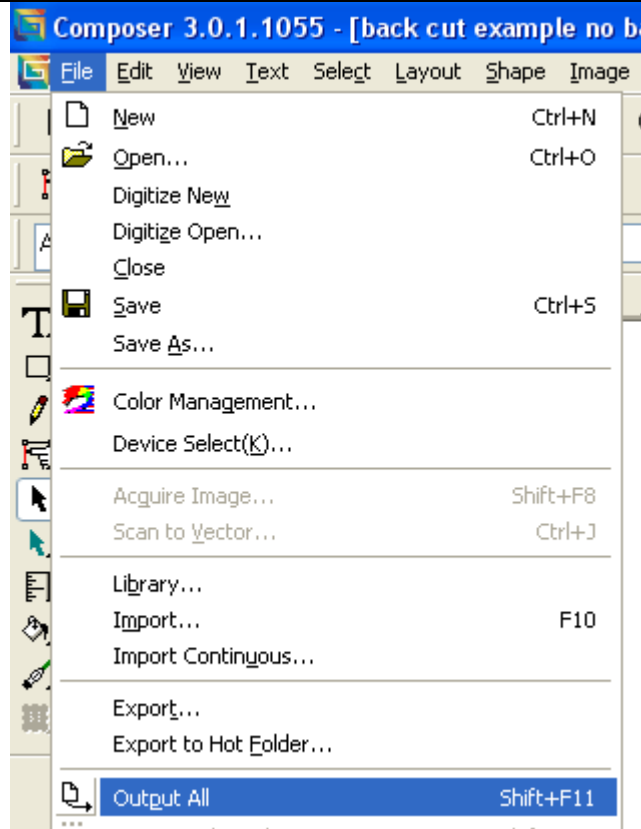 Composer 3.0.1.1055 - [back cut example no ba
File Edit View Text Select Layout Shape Image
New Ctrl+N
Open... Ctrl+O
Digitize New
Digitize Open...
Close
Save Ctrl+S
Save As...
Color Management...
Device Select(K)...
Acquire Image... Shift+F8
Scan to Vector... Ctrl+J
Library...
Import... F10
Import Continuous...
Export...
Export to Hot Folder...
Output All Shift+F11